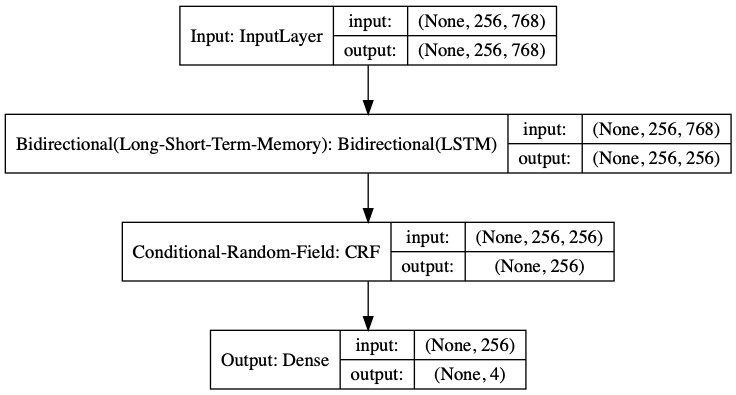 Input: InputLayer
input: (None, 256, 768)
output: (None, 256, 768)
Bidirectional(Long-Short-Term-Memory): Bidirectional(LSTM)
input: (None, 256, 768)
output: (None, 256, 256)
Conditional-Random-Field: CRF
input: (None, 256, 256)
output: (None, 256)
Output: Dense
input: (None, 256)
output: (None, 4)